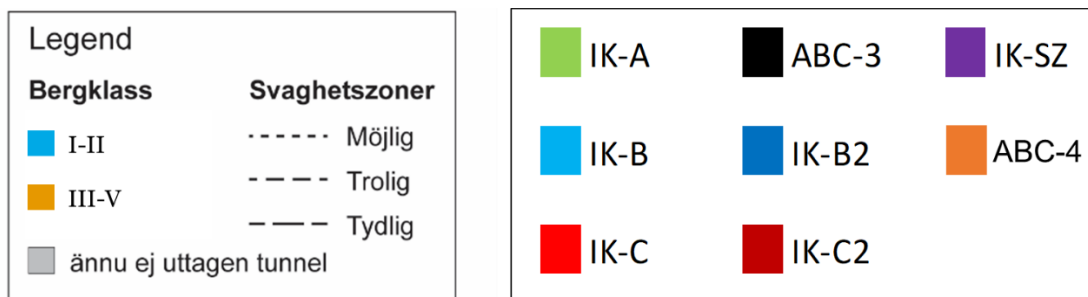 Legend
Bergklass Svaghetszoner
I-II Möjlig
III-V Trolig
Tydlig
ännu ej uttagen tunnel
IK-A ABC-3 IK-SZ
IK-B IK-B2 ABC-4
IK-C IK-C2